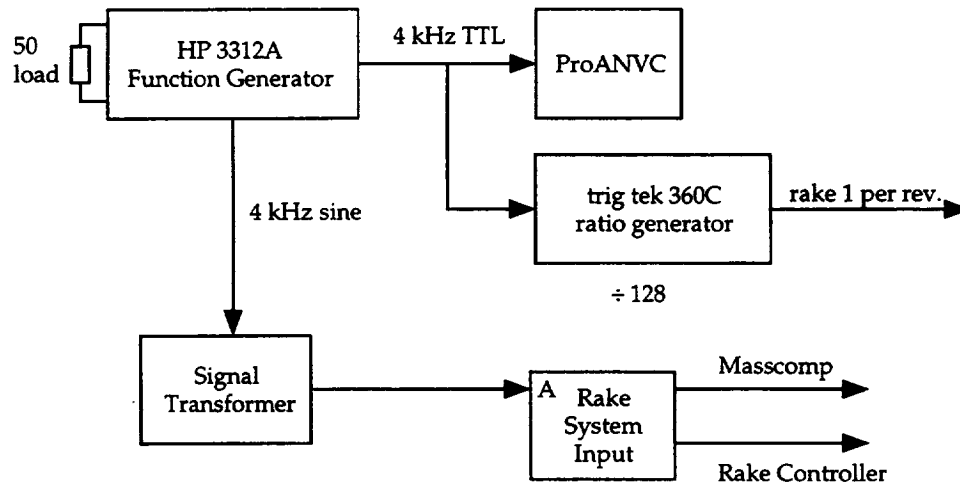 50
load
HP 3312A
Function Generator
4 kHz TTL
ProANVC
trig tek 360C
ratio generator
rake 1 per rev.
÷ 128
4 kHz sine
Signal
Transformer
A
Rake
System
Input
Masscomp
Rake Controller